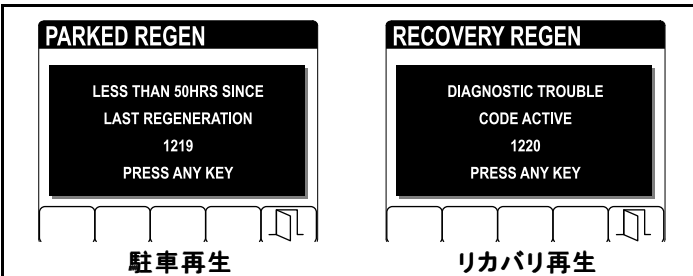 PARKED REGEN
LESS THAN 50HRS SINCE
LAST REGENERATION
1219
PRESS ANY KEY
駐車再生
RECOVERY REGEN
DIAGNOSTIC TROUBLE
CODE ACTIVE
1220
PRESS ANY KEY
リカバリ再生